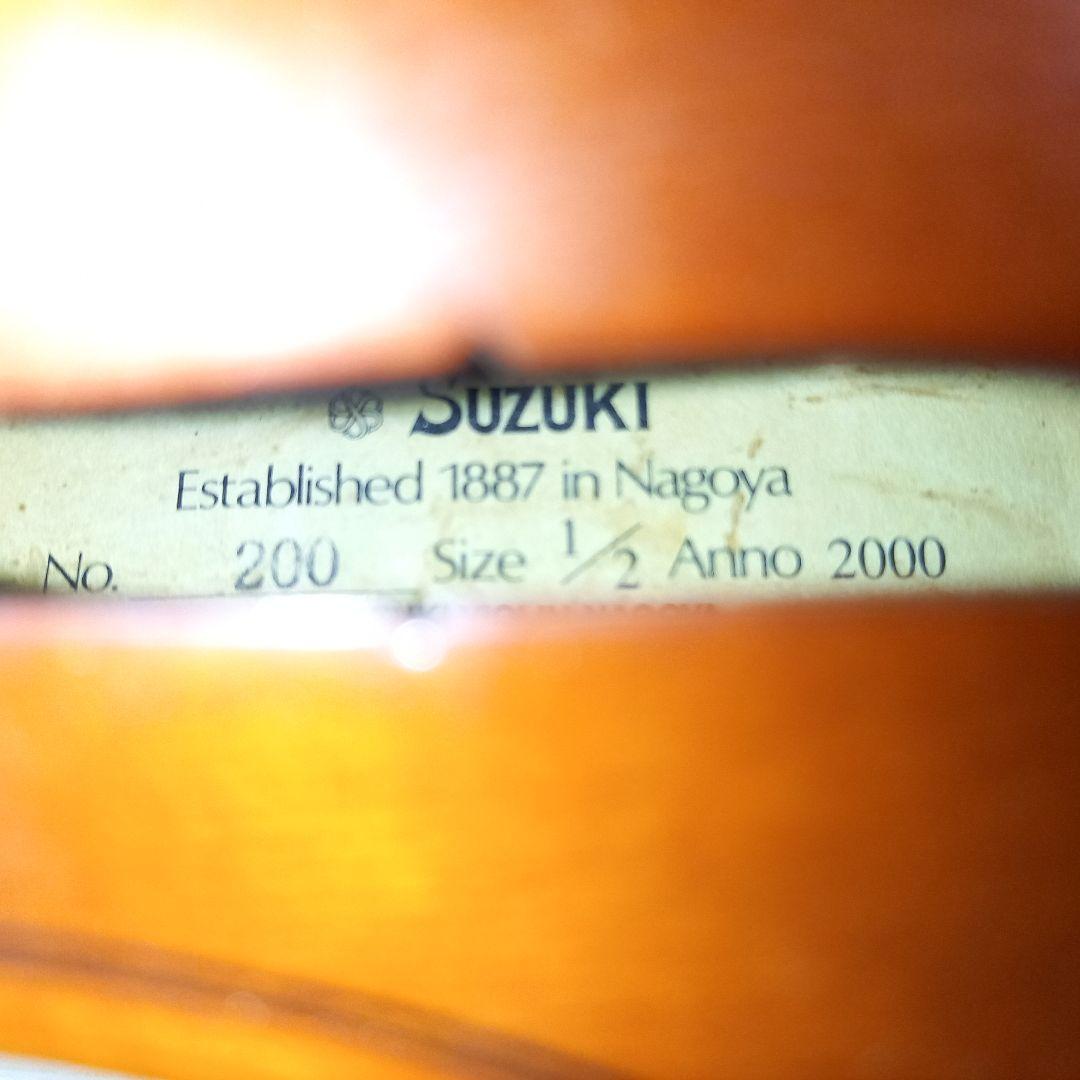 SUZUKI
Established 1887 in Nagoya
No. 200 Size 1/2 Anno 2000